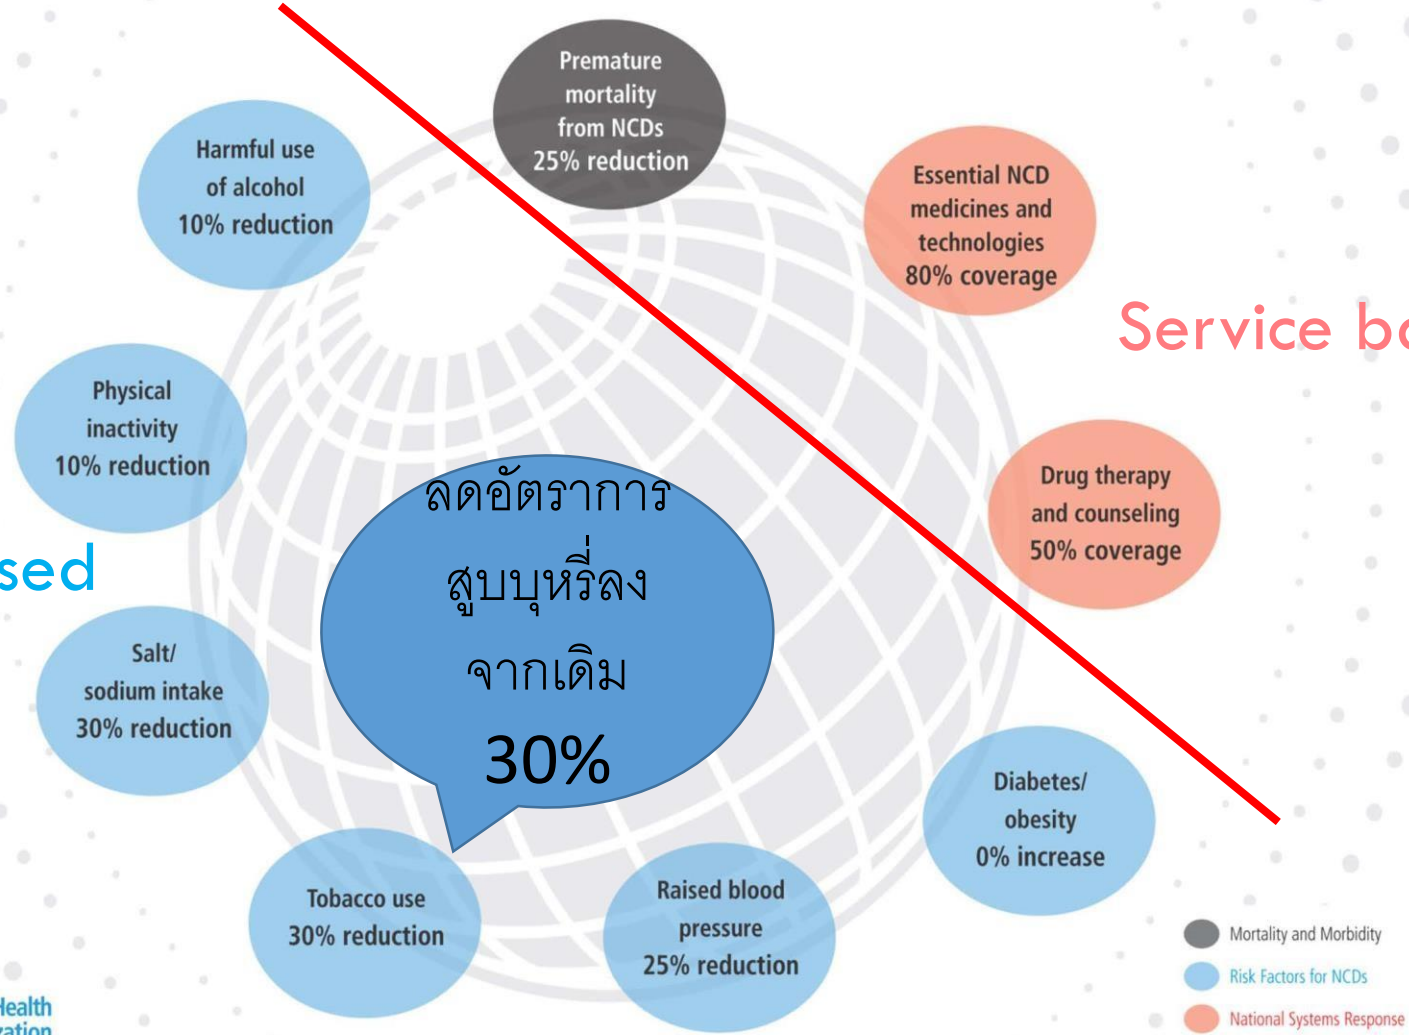 Premature
mortality
from NCDs
25% reduction
Harmful use
of alcohol
10% reduction
Essential NCD
medicines and
technologies
80% coverage
Service
Physical
inactivity
10% reduction
Drug therapy
and counseling
50% coverage
ลดอัตราการ
สูบบุหรี่ลง
จากเดิม
30%
Salt/
sodium intake
30% reduction
Diabetes/
obesity
0% increase
Tobacco use
30% reduction
Raised blood
pressure
25% reduction
Mortality and Morbidity
Risk Factors for NCDs
National Systems Response